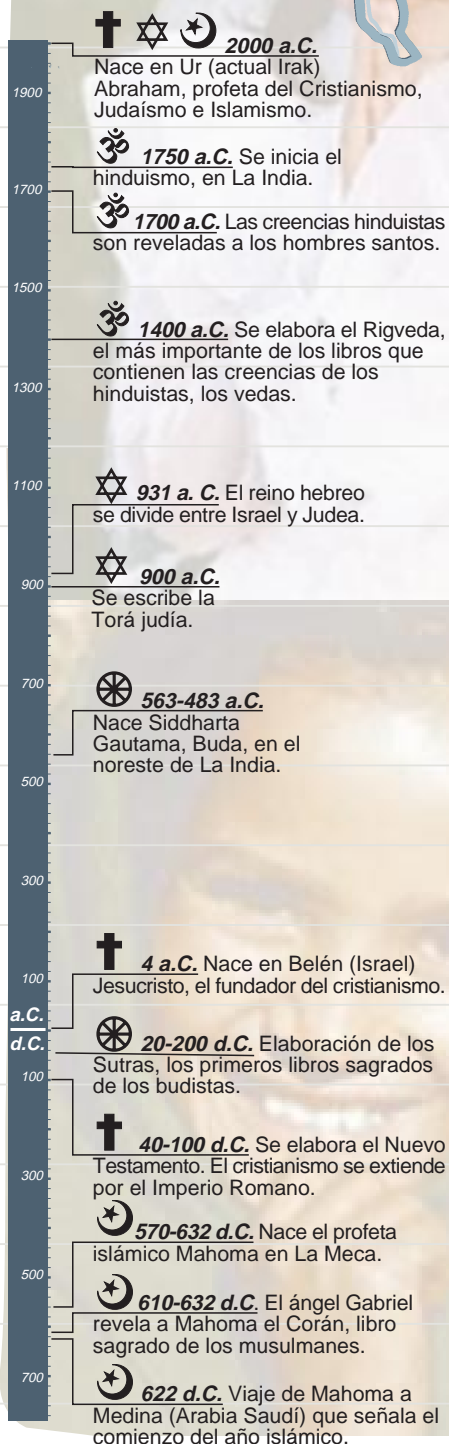 2000 a.C.
Nace en Ur (actual Irak)
Abraham, profeta del Cristianismo,
Judaísmo e Islamismo.
1900
1750 a.C. Se inicia el
hinduismo, en La India.
1700
1700 a.C. Las creencias hinduistas
son reveladas a los hombres santos.
1500
1400 a.C. Se elabora el Rigveda,
el más importante de los libros que
contienen las creencias de los
hinduistas, los vedas.
1300
1100
931 a. C. El reino hebreo
se divide entre Israel y Judea.
900
900 a.C.
Se escribe la
Torá judía.
700
563-483 a.C.
Nace Siddharta
Gautama, Buda, en el
noreste de La India.
500
300
4 a.C. Nace en Belén (Israel)
Jesucristo, el fundador del cristianismo.
100
a.C.
d.C.
20-200 d.C. Elaboración de los
Sutras, los primeros libros sagrados
de los budistas.
100
40-100 d.C. Se elabora el Nuevo
Testamento. El cristianismo se extiende
por el Imperio Romano.
300
570-632 d.C. Nace el profeta
islámico Mahoma en La Meca.
500
610-632 d.C. El ángel Gabriel
revela a Mahoma el Corán, libro
sagrado de los musulmanes.
700
622 d.C. Viaje de Mahoma a
Medina (Arabia Saudí) que señala el
comienzo del año islámico.